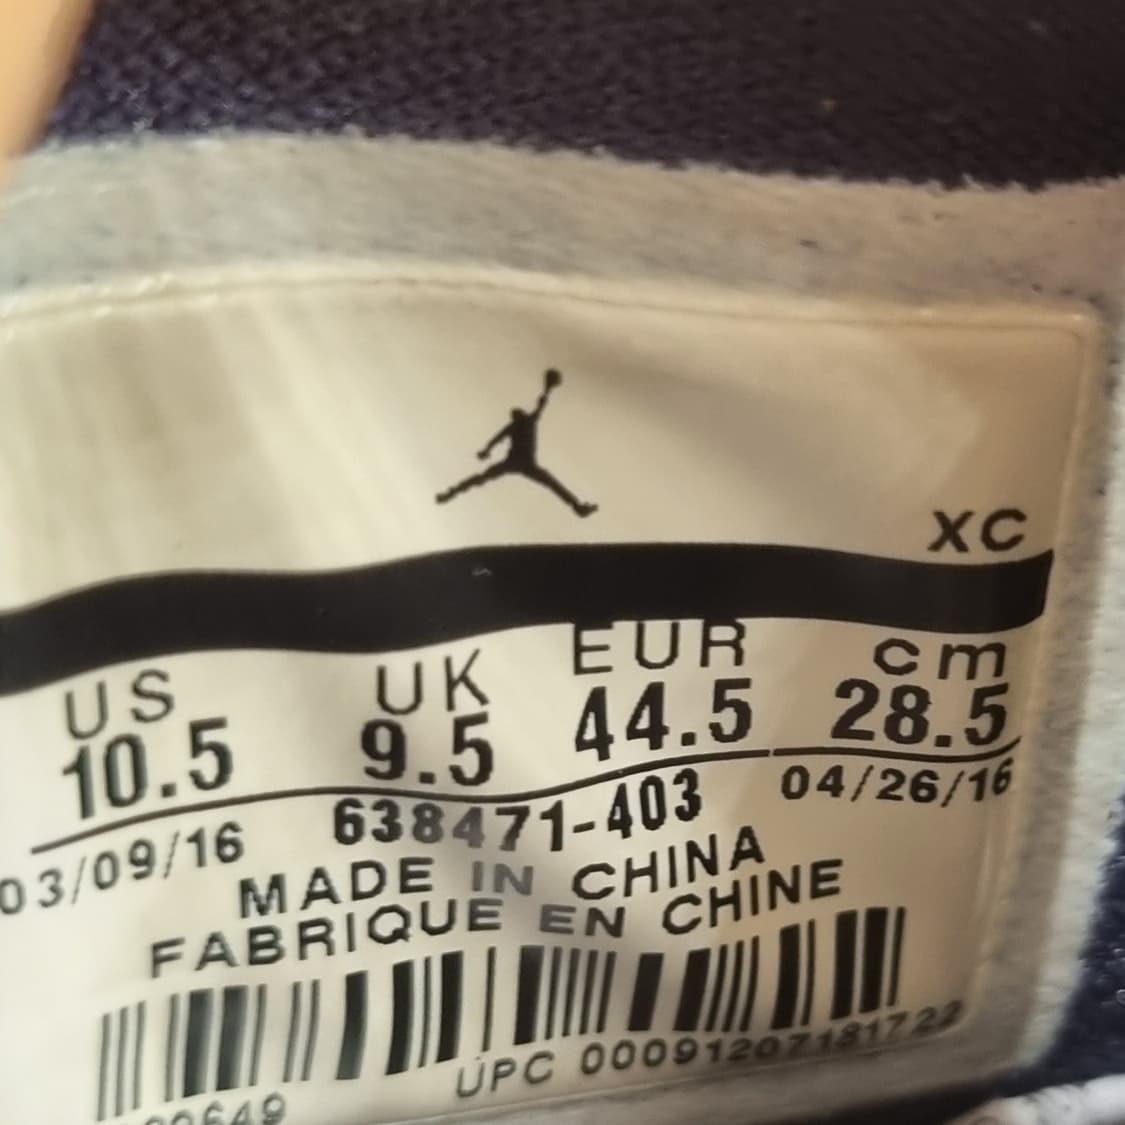 XC
US UK EUR cm
10.5 9.5 44.5 28.5
03/09/16 638471-403 04/26/16
MADE IN CHINA
FABRIQUE EN CHINE
UPC 00091207181722